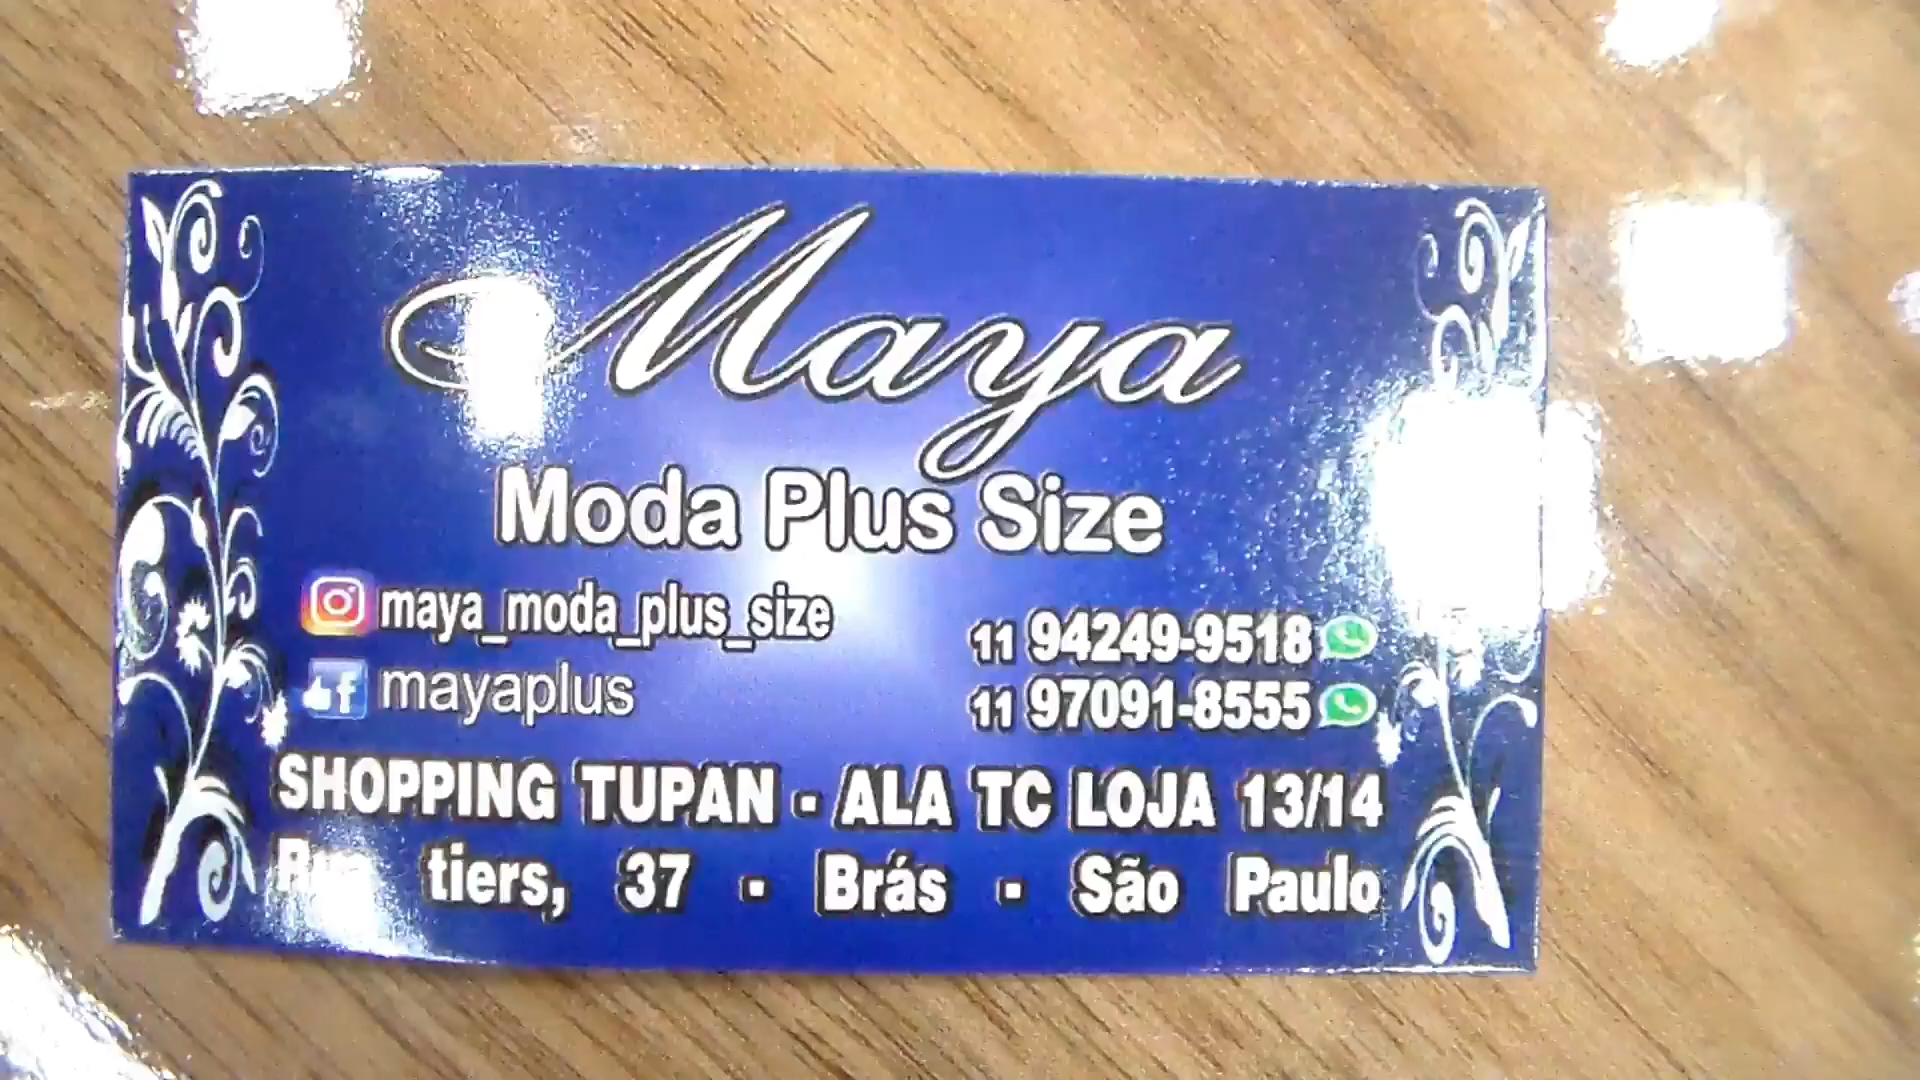 Maya
Moda Plus Size
maya_moda_plus_size
mayaplus
11 94249-9518
11 97091-8555
SHOPPING TUPAN - ALA TC LOJA 13/14
Rua tiers, 37 - Brás - São Paulo